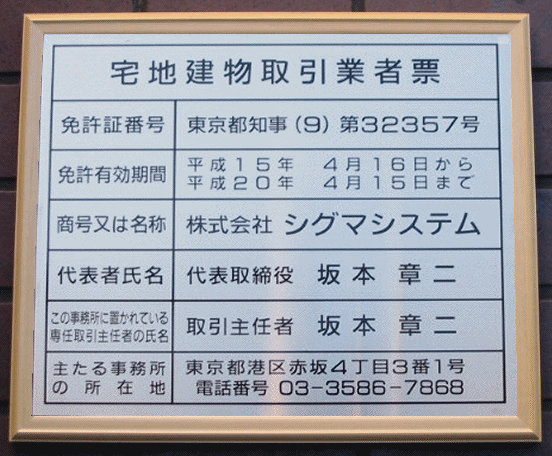 宅地建物取引業者票
免許証番号 東京都知事(9)第32357号
免許有効期間 平成15年 4月16日から
平成20年 4月15日まで
商号又は名称 株式会社 シグマシステム
代表者氏名 代表取締役 坂本 章二
この事務所に置かれている
専任取引主任者の氏名 取引主任者 坂本 章二
主たる事務所 東京都港区赤坂4丁目3番1号
の所在地 電話番号 03-3586-7868